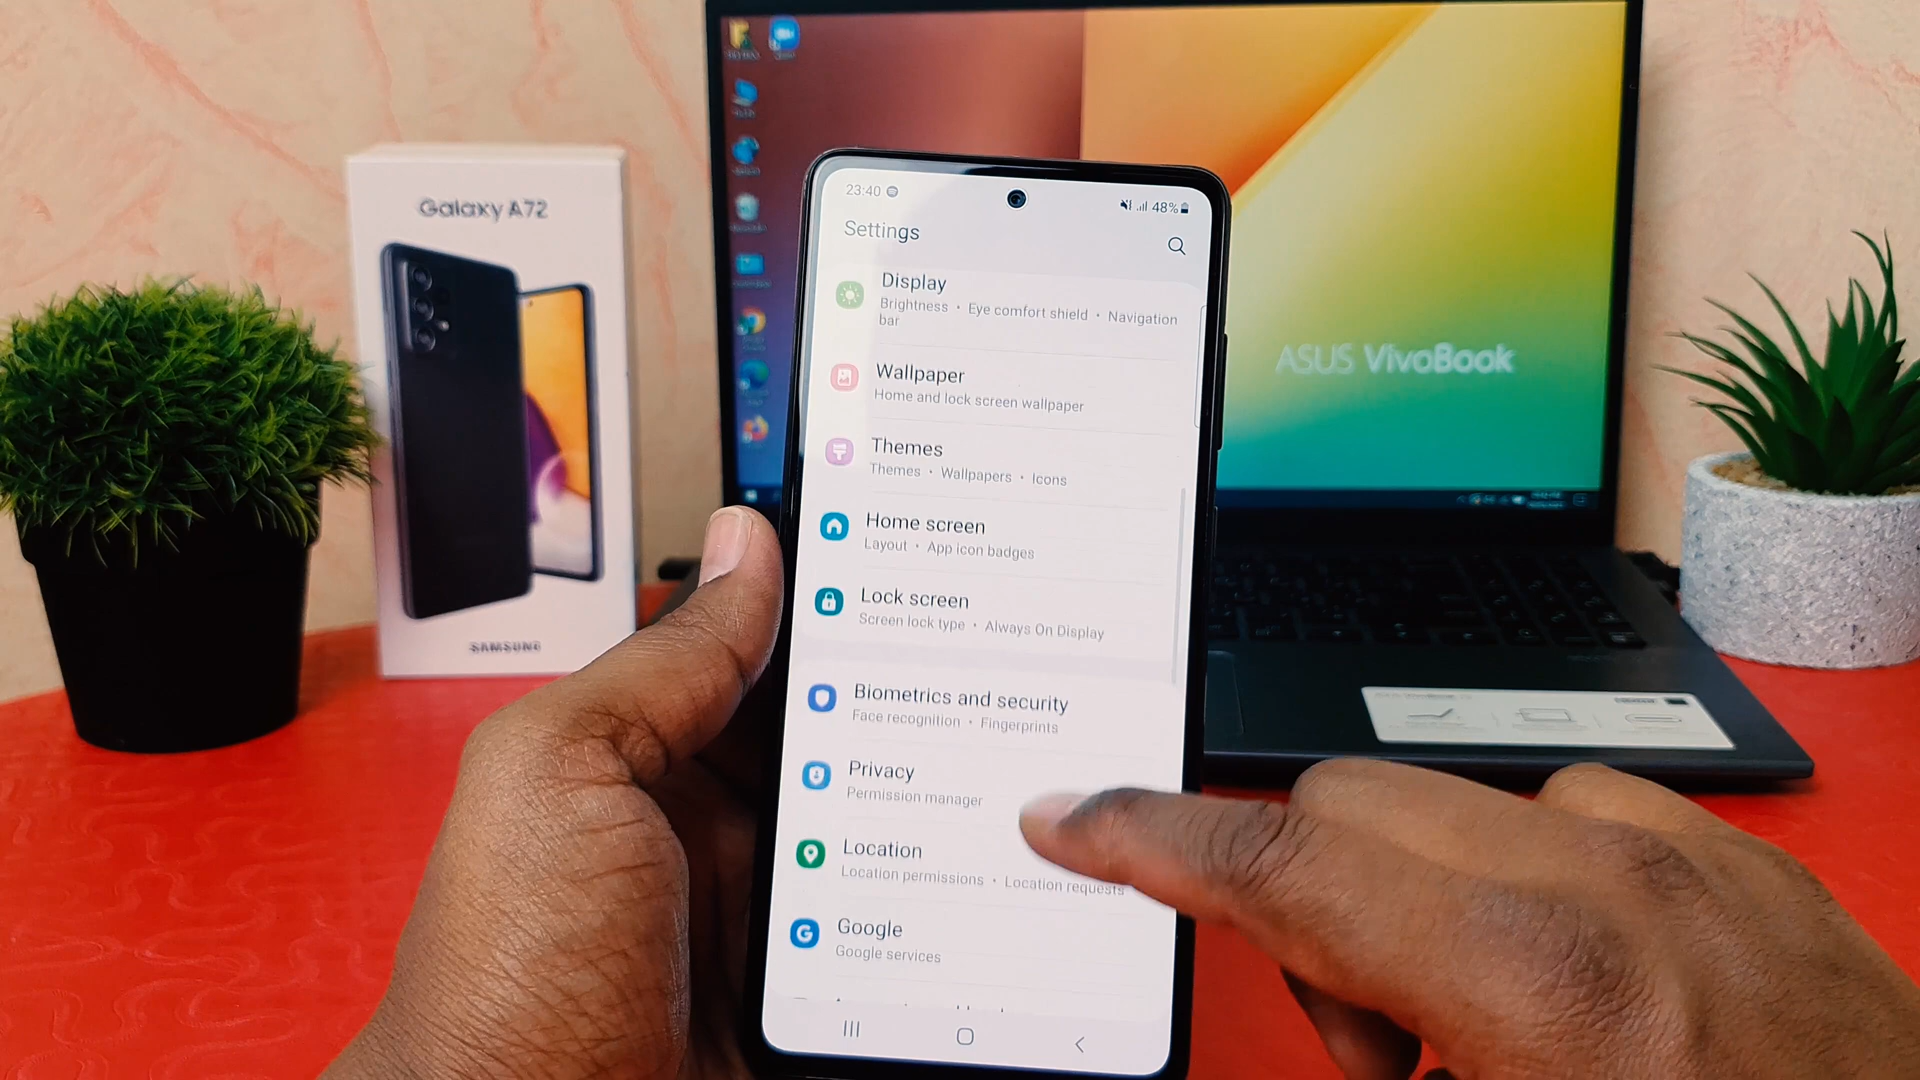 Galaxy A72
SAMSUNG
23:40
48%
Settings
Display
Brightness • Eye comfort shield • Navigation
bar
Wallpaper
Home and lock screen wallpaper
Themes
Themes • Wallpapers • Icons
Home screen
Layout • App icon badges
Lock screen
Screen lock type • Always On Display
Biometrics and security
Face recognition • Fingerprints
Privacy
Permission manager
Location
Location permissions • Location requests
Google
Google services
ASUS VivoBook